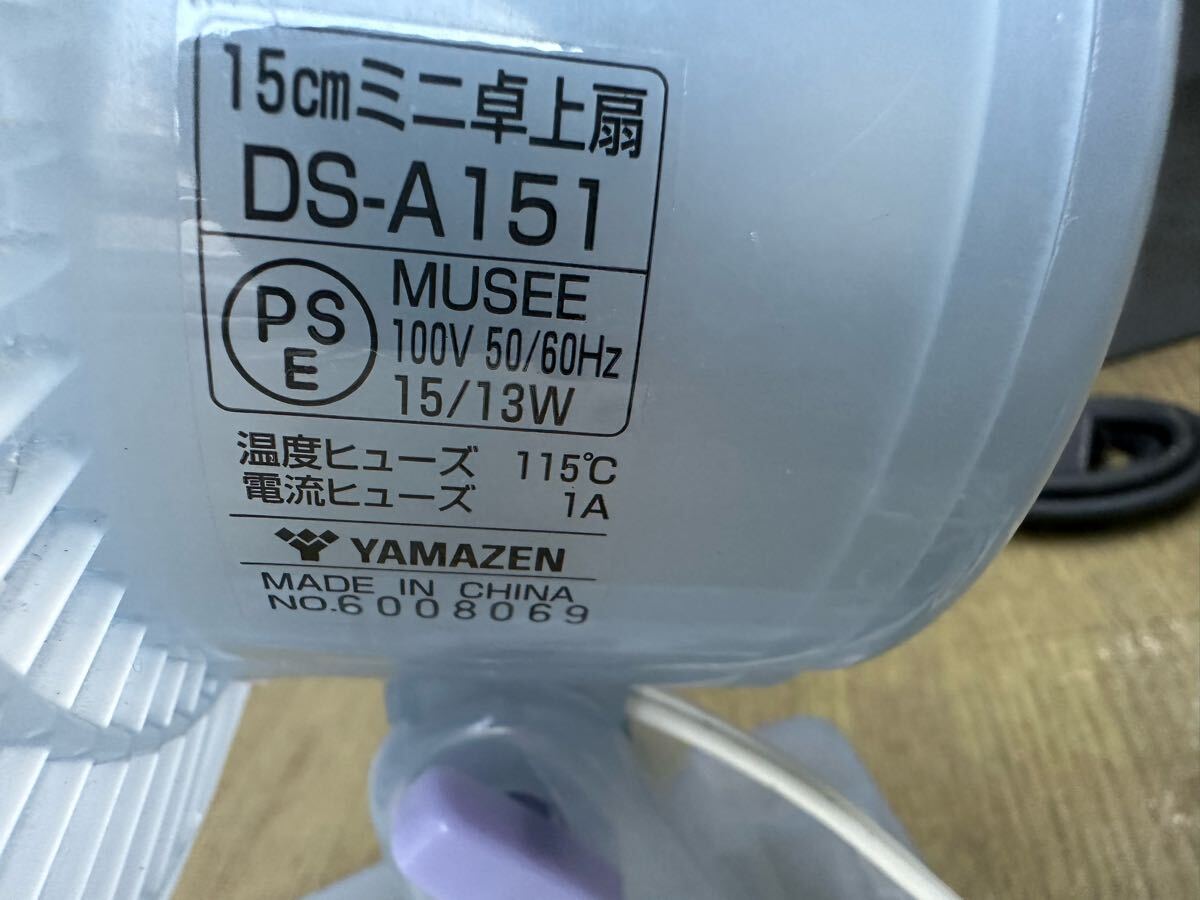 15cmミニ卓上扇
DS-A151
PSE
MUSEE
100V 50/60Hz
15/13W
温度ヒューズ 115℃
電流ヒューズ 1A
YAMAZEN
MADE IN CHINA
NO.6008069